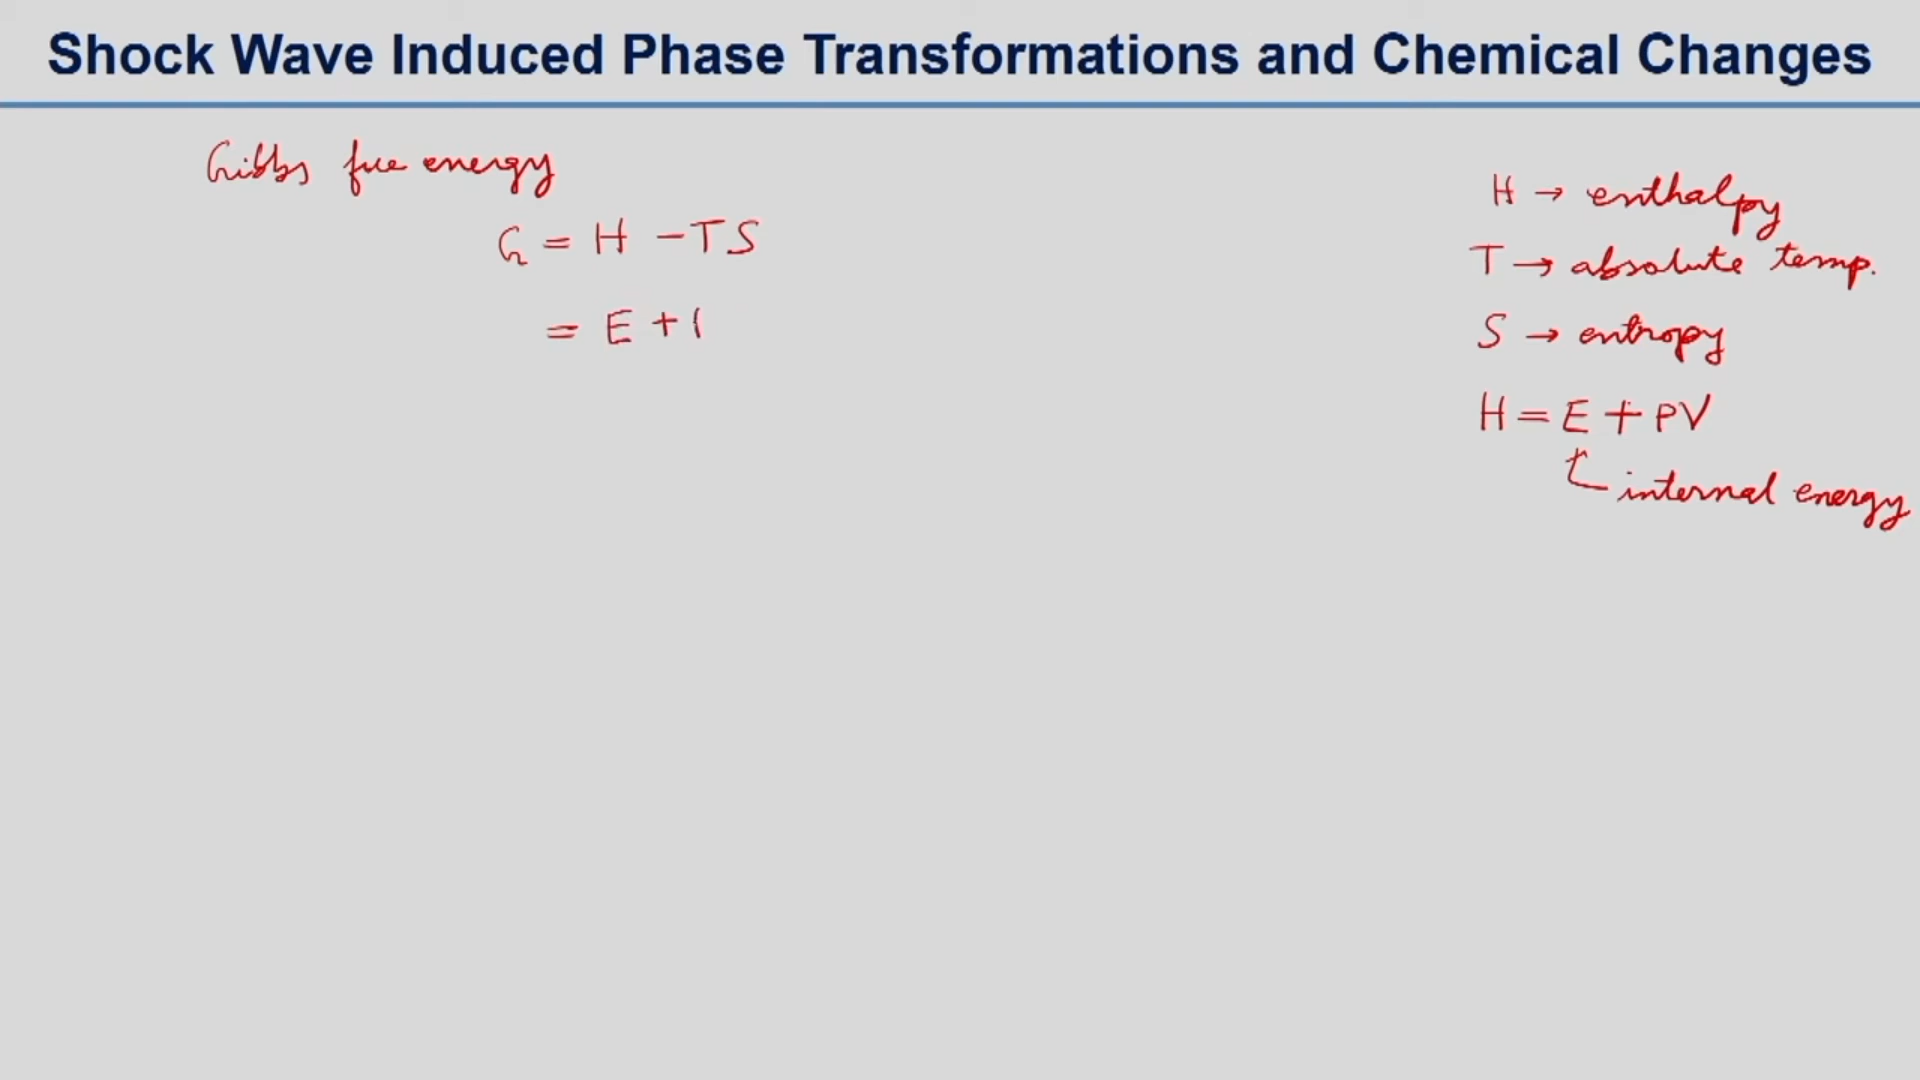 Shock Wave Induced Phase Transformations and Chemical Changes
Gibbs free energy
G = H - TS
= E + 
H → enthalpy
T → absolute temp.
S → entropy
H = E + PV
internal energy